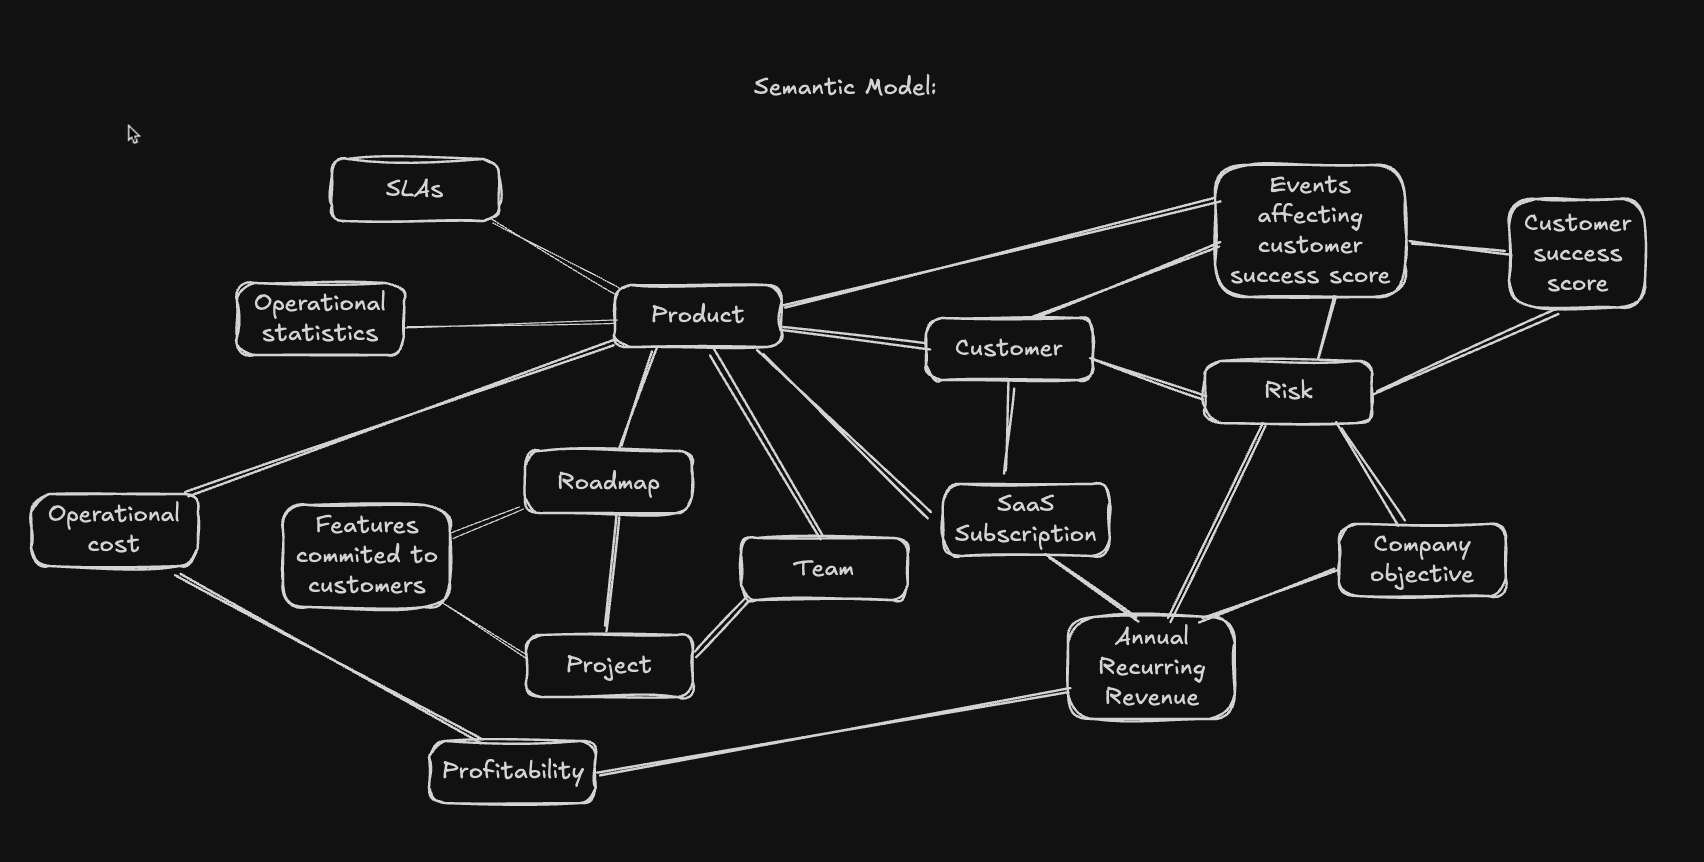 Semantic Model:
SLAs
Events
affecting
customer
success score
Customer
success
score
Operational
statistics
Product
Customer
Risk
Roadmap
Operational
cost
Features
commited to
customers
SaaS
Subscription
Team
Company
objective
Project
Annual
Recurring
Revenue
Profitability